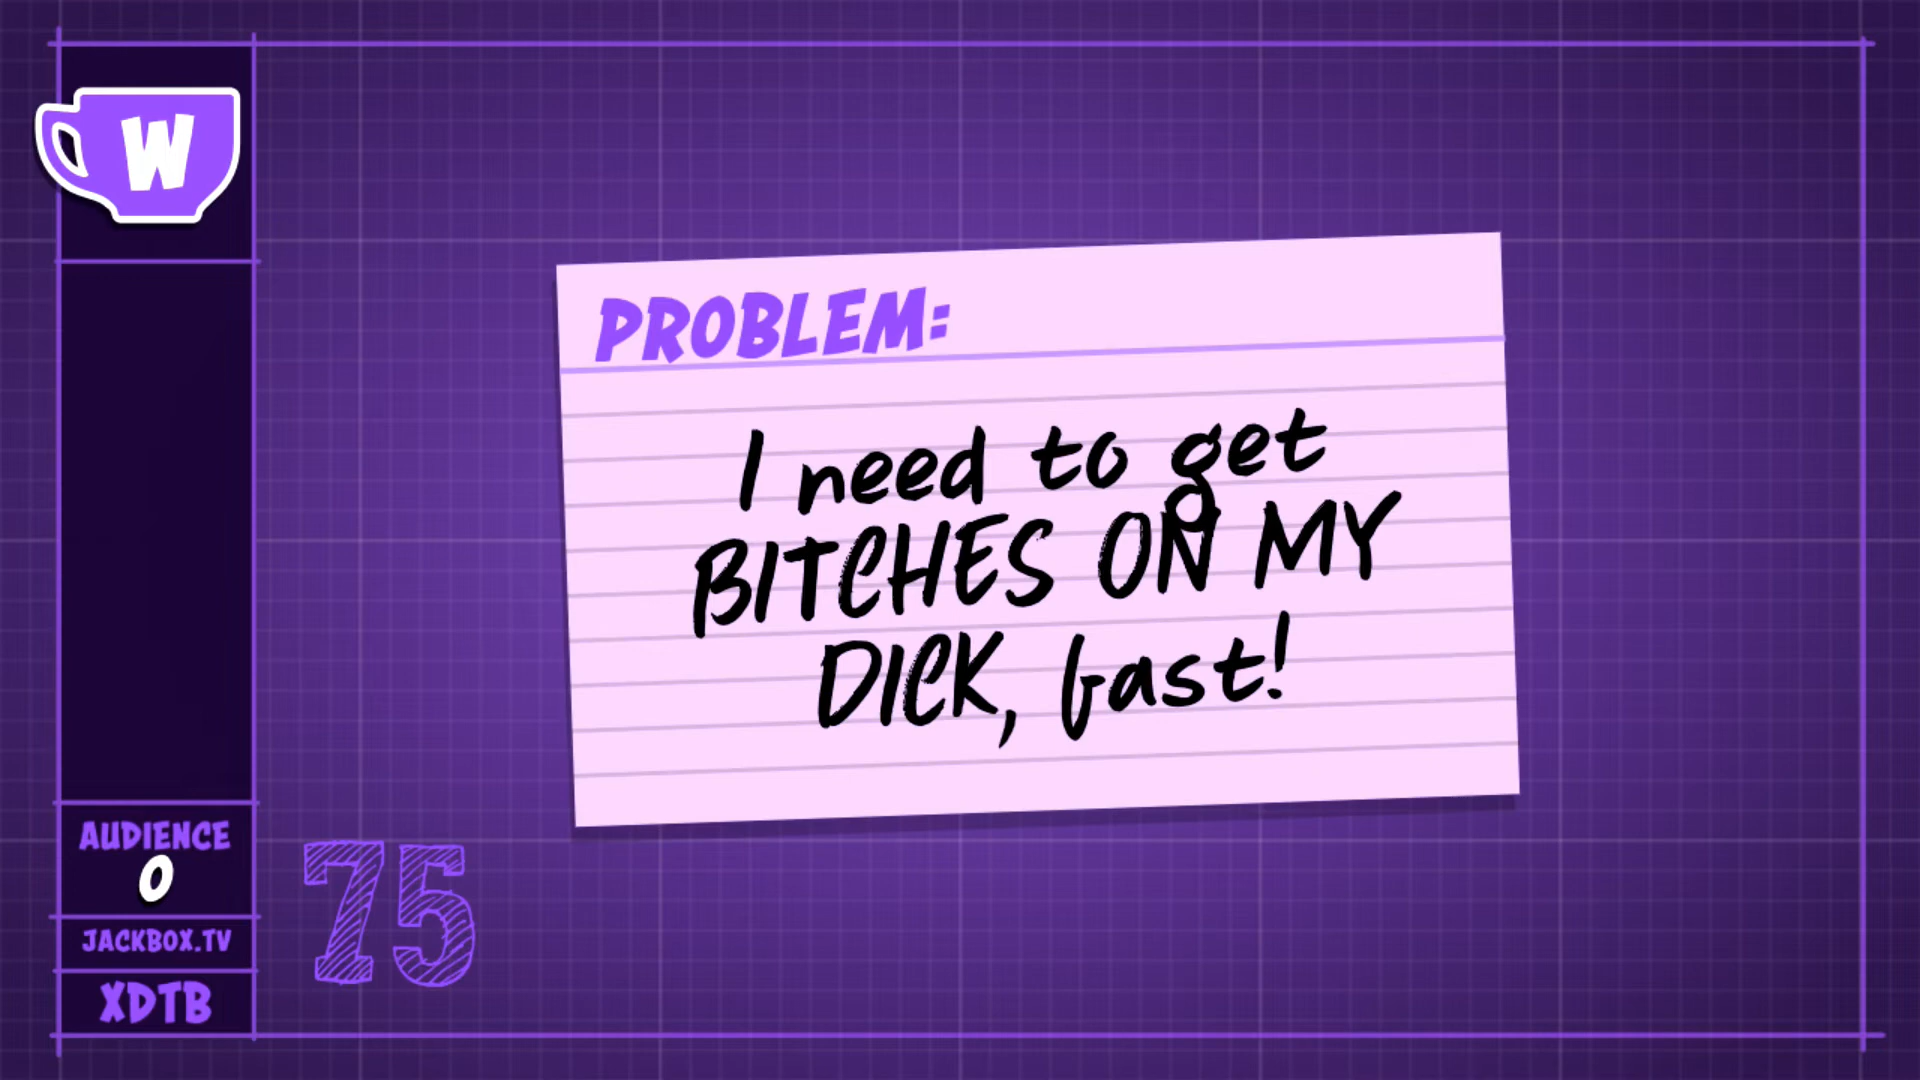 W
PROBLEM:
I need to get
BITCHES ON MY
DICK, fast!
AUDIENCE
0
JACKBOX.TV
XDTB
75